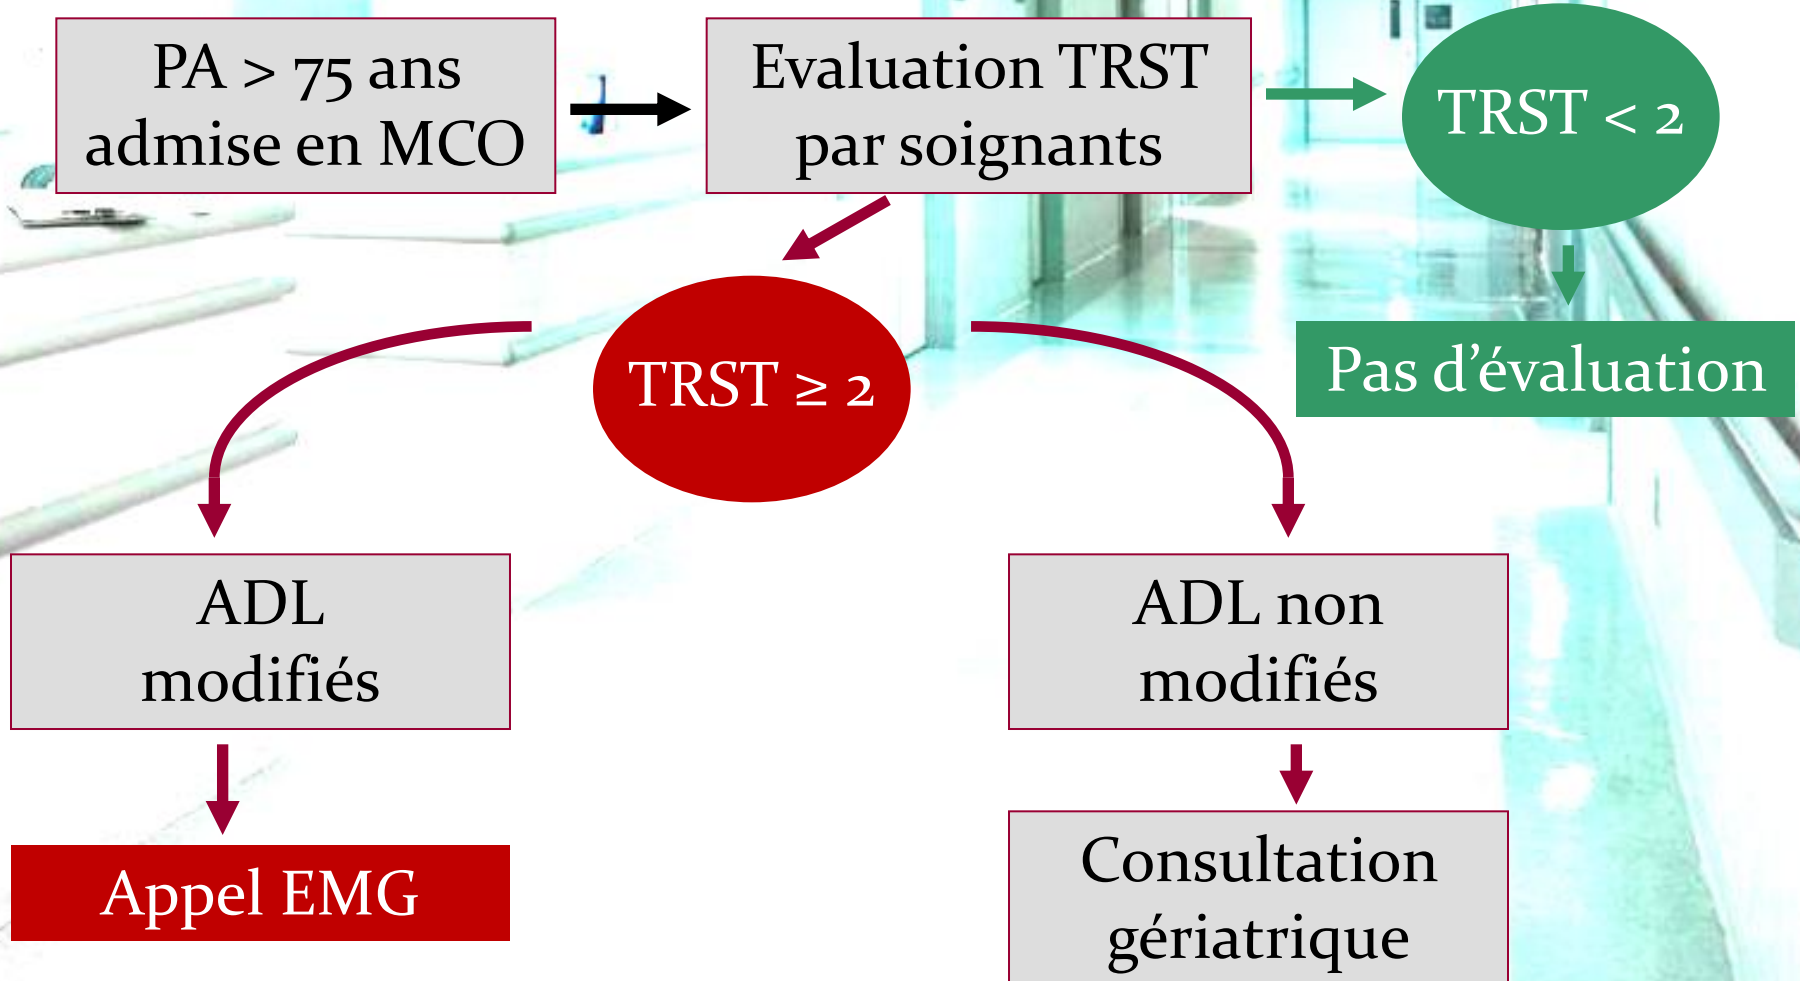 PA > 75 ans
admise en MCO
Evaluation TRST
par soignants
TRST < 2
Pas d’évaluation
TRST ≥ 2
ADL
modifiés
ADL non
modifiés
Appel EMG
Consultation
gériatrique